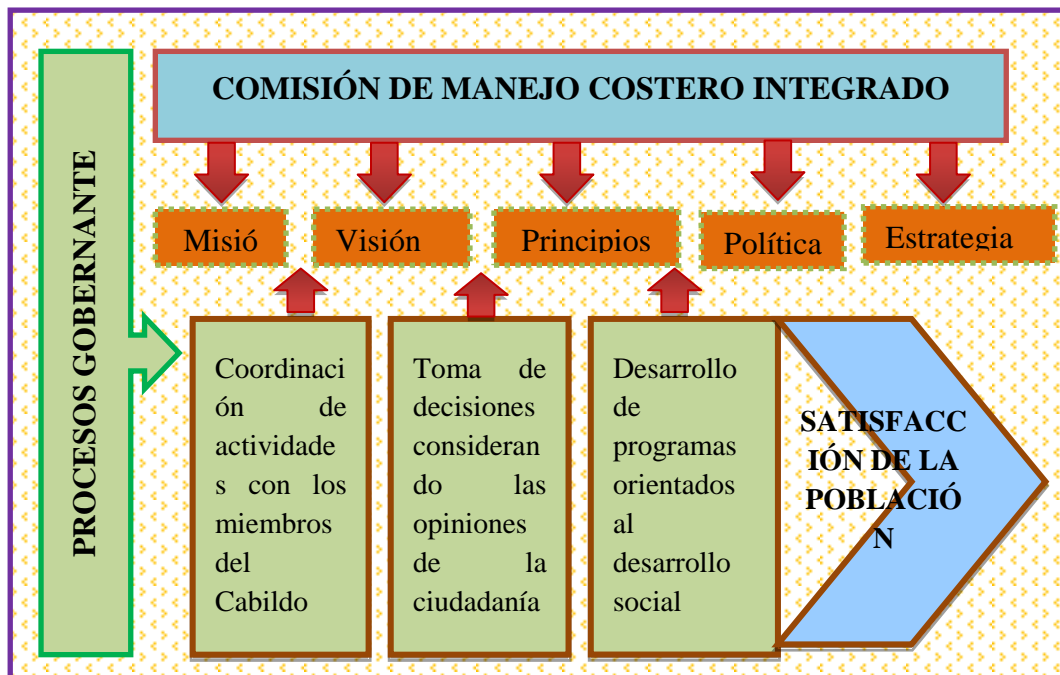 COMISIÓN DE MANEJO COSTERO INTEGRADO
PROCESOS GOBERNANTE
Misió
Visión
Principios
Política
Estrategia
Coordinaci
ón de
actividade
s con los
miembros
del
Cabildo
Toma de
decisiones
consideran
do las
opiniones
de la
ciudadanía
Desarrollo
de
programas
orientados
al
desarrollo
social
SATISFACC
IÓN DE LA
POBLACIÓ
N